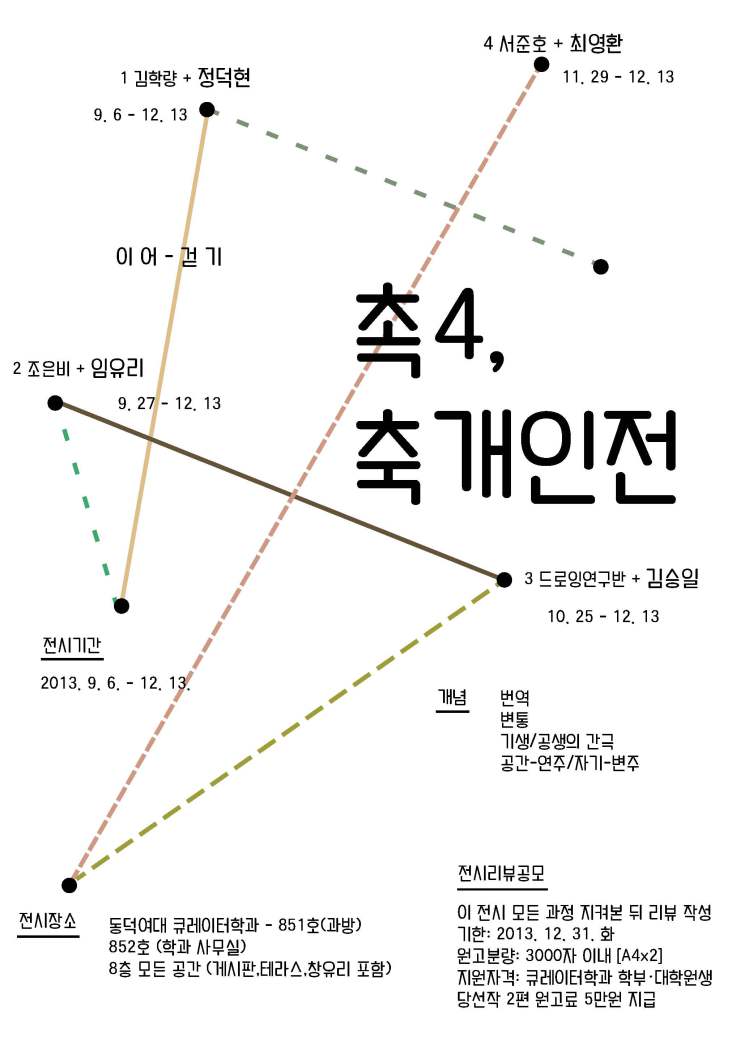 4 서준호 + 최영환
11. 29 - 12. 13
1 김학량 + 정덕현
9. 6 - 12. 13
이 어 - 걷 기
촉4,
축개인전
2 조은비 + 임유리
9. 27 - 12. 13
3 드로잉연구반 + 김승일
10. 25 - 12. 13
전시기간
2013. 9. 6. - 12. 13.
개념
번역
변통
기생/공생의 간극
공간-연주/자기-변주
전시리뷰공모
이 전시 모든 과정 지켜본 뒤 리뷰 작성
기한: 2013. 12. 31. 화
원고분량: 3000자 이내 [A4x2]
지원자격: 큐레이터학과 학부·대학원생
당선작 2편 원고료 5만원 지급
전시장소
동덕여대 큐레이터학과 - 851호(과방)
852호 (학과 사무실)
8층 모든 공간 (게시판,테라스,창유리 포함)